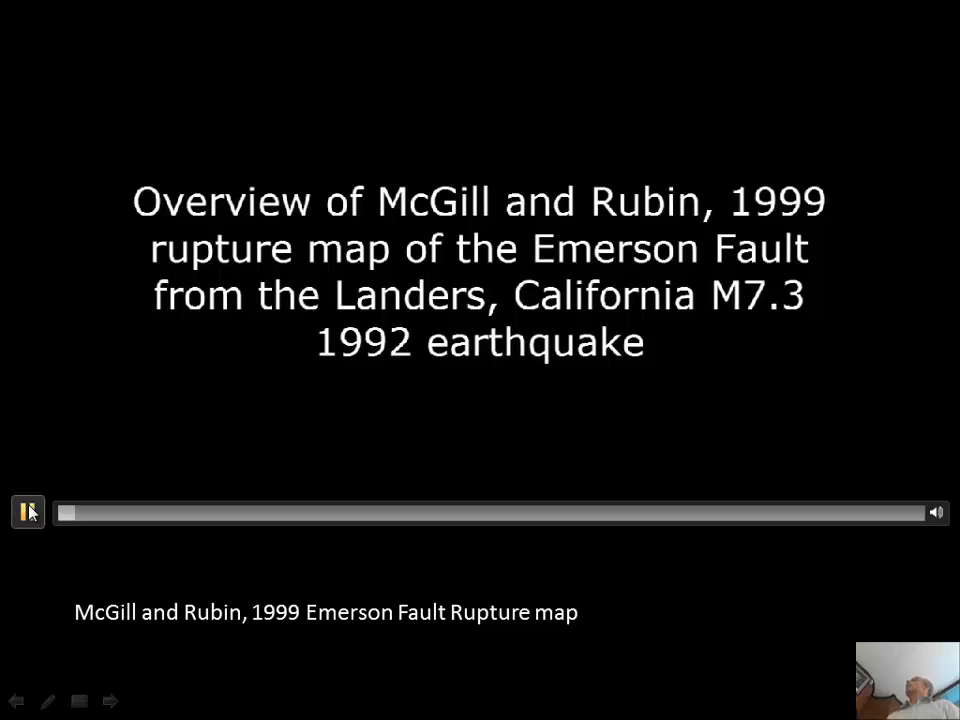 Overview of McGill and Rubin, 1999
rupture map of the Emerson Fault
from the Landers, California M7.3
1992 earthquake
McGill and Rubin, 1999 Emerson Fault Rupture map